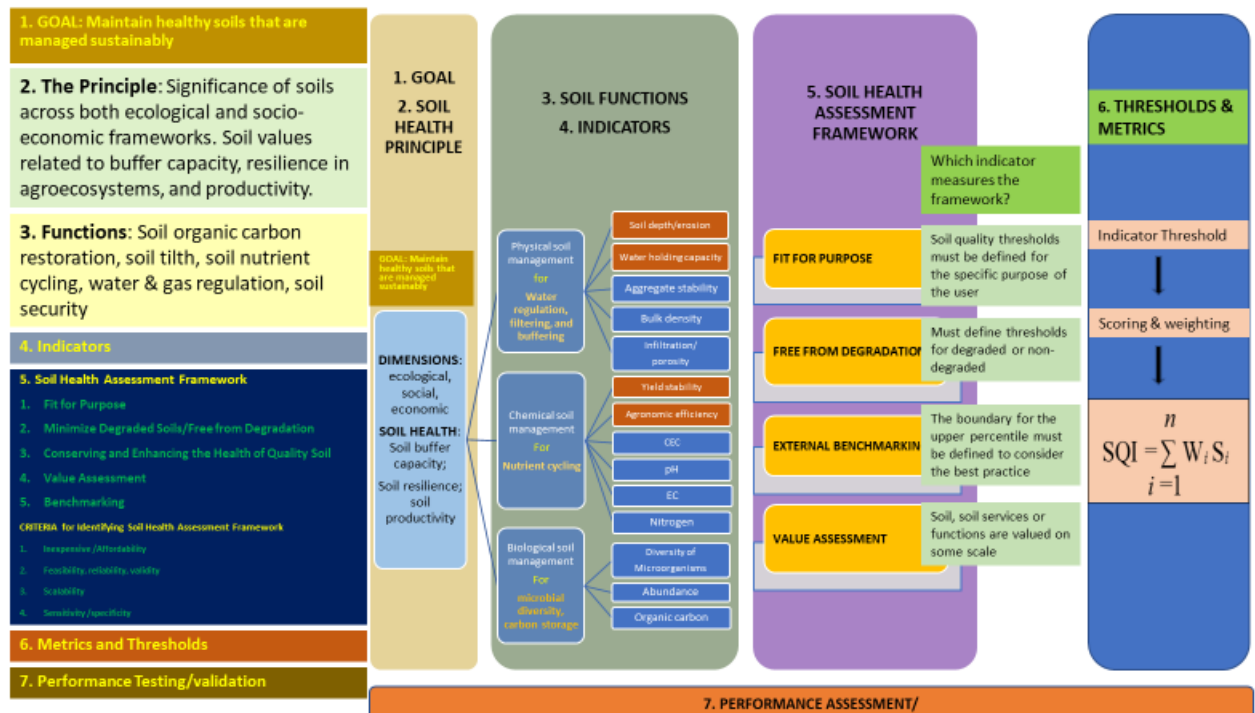 1. GOAL: Maintain healthy soils that are
managed sustainably
2. The Principle: Significance of soils
across both ecological and socio-
economic frameworks. Soil values
related to buffer capacity, resilience in
agroecosystems, and productivity.
3. Functions: Soil organic carbon
restoration, soil tilth, soil nutrient
cycling, water & gas regulation, soil
security
4. Indicators
5. Soil Health Assessment Framework
1. Fit for Purpose
2. Minimize Degraded Soils/Free from Degradation
3. Conserving and Enhancing the Health of Quality Soil
4. Value Assessment
5. Benchmarking
CRITERIA for Identifying Soil Health Assessment Framework
1. Inexpensive /Affordability
2. Feasibility, reliability, validity
3. Scalability
4. Sensitivity /specificity
6. Metrics and Thresholds
7. Performance Testing/validation
1. GOAL
2. SOIL
HEALTH
PRINCIPLE
GOAL: Maintain
healthy soils that
are managed
sustainably
DIMENSIONS:
ecological,
social,
economic
SOIL HEALTH:
Soil buffer
capacity;
Soil resilience;
soil
productivity
3. SOIL FUNCTIONS
4. INDICATORS
Physical soil
management
for
Water
regulation,
filtering, and
buffering
Soil depth/erosion
Water holding capacity
Aggregate stability
Bulk density
Infiltration/
porosity
Chemical soil
management
For
Nutrient cycling
Yield stability
Agronomic efficiency
CEC
pH
EC
Nitrogen
Biological soil
management
For
microbial
diversity,
carbon storage
Diversity of
Microorganisms
Abundance
Organic carbon
5. SOIL HEALTH
ASSESSMENT
FRAMEWORK
Which indicator
measures the
framework?
FIT FOR PURPOSE
Soil quality thresholds
must be defined for
the specific purpose of
the user
FREE FROM DEGRADATION
Must define thresholds
for degraded or non-
degraded
EXTERNAL BENCHMARKIN
The boundary for the
upper percentile must
be defined to consider
the best practice
VALUE ASSESSMENT
Soil, soil services or
functions are valued on
some scale
6. THRESHOLDS &
METRICS
Indicator Threshold
Scoring & weighting
n
SQI = ∑ Wi Si
i =1
7. PERFORMANCE ASSESSMENT/